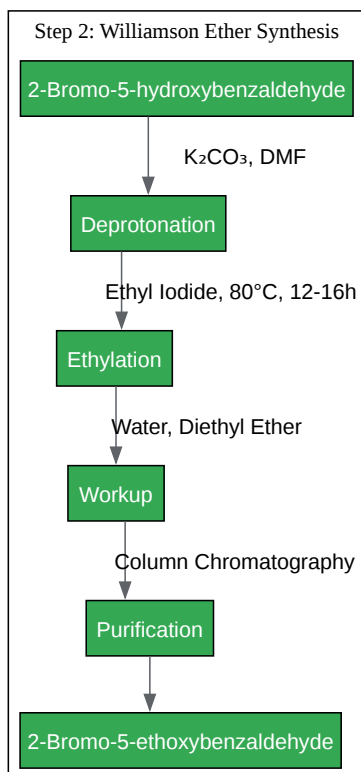 Step 2: Williamson Ether Synthesis
2-Bromo-5-hydroxybenzaldehyde
K₂CO₃, DMF
Deprotonation
Ethyl Iodide, 80°C, 12-16h
Ethylation
Water, Diethyl Ether
Workup
Column Chromatography
Purification
2-Bromo-5-ethoxybenzaldehyde